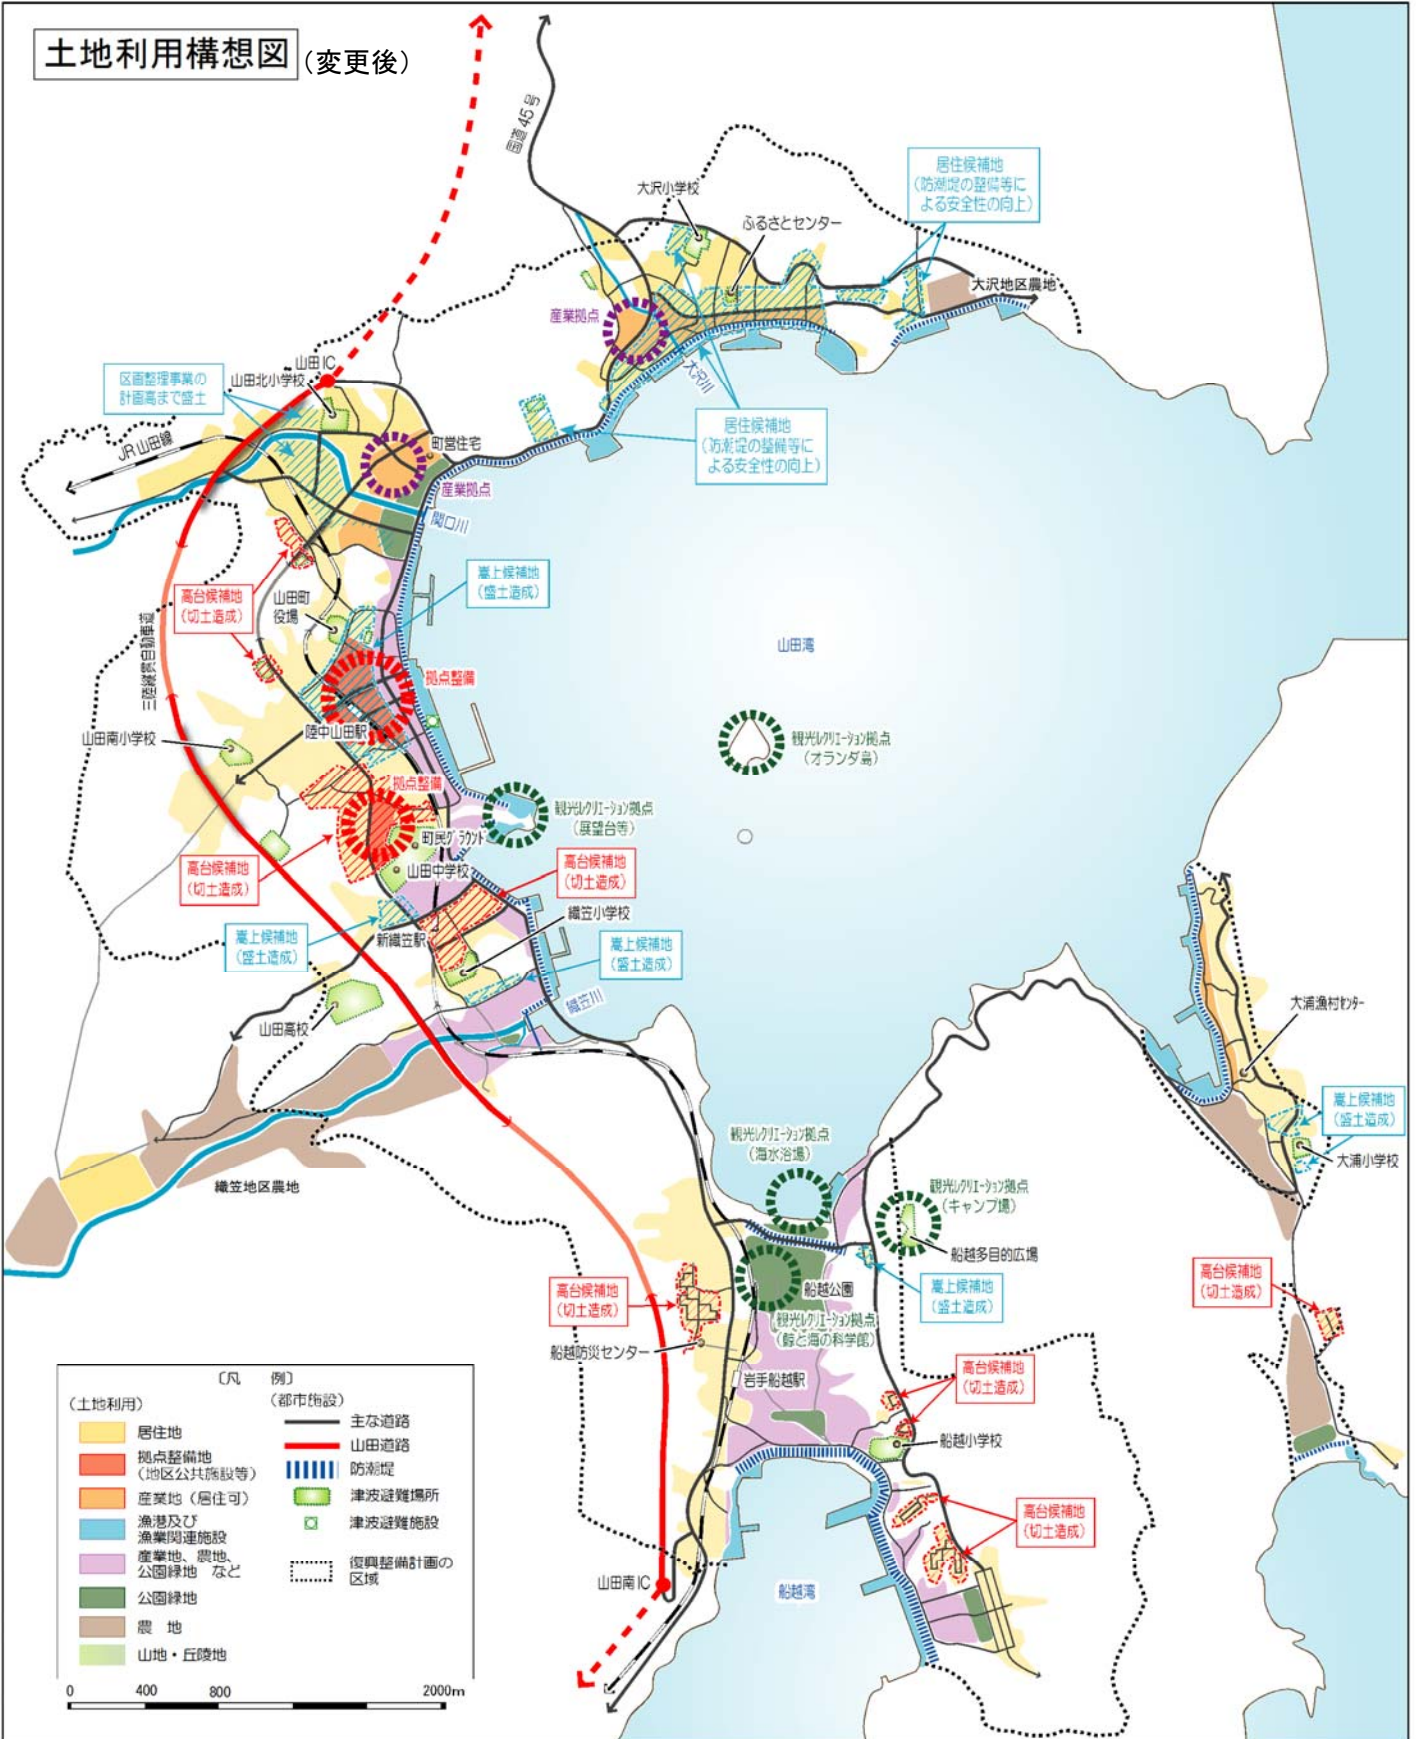 土地利用構想図(変更後)
国道45号
居住候補地
(防潮堤の整備等に
よる安全性の向上)
大沢小学校
ふるさとセンター
大沢地区農地
産業拠点
大沢川
山田IC
山田北小学校
区画整理事業の
計画高まで盛土
JR山田線
町営住宅
産業拠点
関口川
居住候補地
(防潮堤の整備等に
よる安全性の向上)
嵩上候補地
(盛土造成)
高台候補地
(切土造成)
山田町
役場
三陸縦貫自動車道
山田湾
拠点整備
陸中山田駅
山田南小学校
観光レクリエーション拠点
(オランダ島)
拠点整備
観光レクリエーション拠点
(展望台等)
町民グラウンド
山田中学校
高台候補地
(切土造成)
高台候補地
(切土造成)
織笠小学校
嵩上候補地
(盛土造成)
新織笠駅
嵩上候補地
(盛土造成)
織笠川
山田高校
大浦漁村センター
嵩上候補地
(盛土造成)
大浦小学校
織笠地区農地
観光レクリエーション拠点
(海水浴場)
観光レクリエーション拠点
(キャンプ場)
船越多目的広場
嵩上候補地
(盛土造成)
高台候補地
(切土造成)
高台候補地
(切土造成)
船越公園
観光レクリエーション拠点
(鯨と海の科学館)
船越防災センター
岩手船越駅
高台候補地
(切土造成)
船越小学校
高台候補地
(切土造成)
山田南IC
船越湾
〔凡 例〕
(土地利用)
居住地
拠点整備地
(地区公共施設等)
産業地(居住可)
漁港及び
漁業関連施設
産業地、農地、
公園緑地 など
公園緑地
農 地
山地・丘陵地
(都市施設)
主な道路
山田道路
防潮堤
津波避難場所
津波避難施設
復興整備計画の
区域
0 400 800 2000m